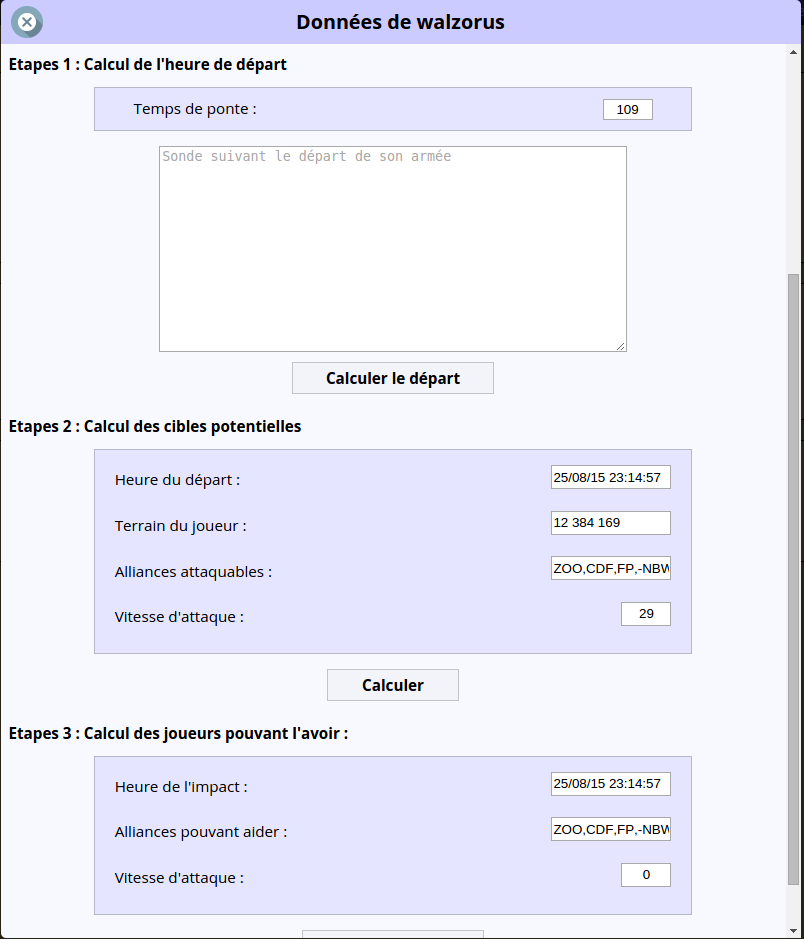 Données de walzorus
Etapes 1 : Calcul de l'heure de départ
Temps de ponte : 109
Sonde suivant le départ de son armée
Calculer le départ
Etapes 2 : Calcul des cibles potentielles
Heure du départ : 25/08/15 23:14:57
Terrain du joueur : 12 384 169
Alliances attaquables : ZOO,CDF,FP,-NBW
Vitesse d'attaque : 29
Calculer
Etapes 3 : Calcul des joueurs pouvant l'avoir :
Heure de l'impact : 25/08/15 23:14:57
Alliances pouvant aider : ZOO,CDF,FP,-NBW
Vitesse d'attaque : 0